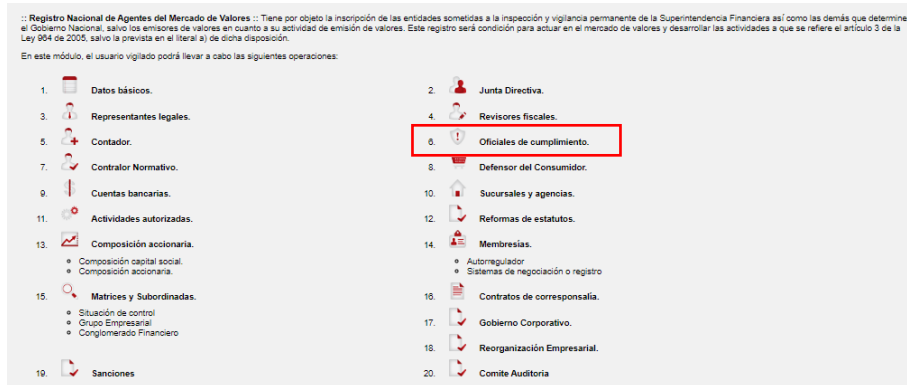 :: Registro Nacional de Agentes del Mercado de Valores :: Tiene por objeto la inscripción de las entidades sometidas a la inspección y vigilancia permanente de la Superintendencia Financiera así como las demás que determine
el Gobierno Nacional, salvo los emisores de valores en cuanto a su actividad de emisión de valores. Este registro será condición para actuar en el mercado de valores y desarrollar las actividades a que se refiere el artículo 3 de la
Ley 964 de 2005, salvo la prevista en el literal a) de dicha disposición.
En este módulo, el usuario vigilado podrá llevar a cabo las siguientes operaciones:
1. Datos básicos.
2. Junta Directiva.
3. Representantes legales.
4. Revisores fiscales.
5. Contador.
6. Oficiales de cumplimiento.
7. Contralor Normativo.
8. Defensor del Consumidor.
9. Cuentas bancarias.
10. Sucursales y agencias.
11. Actividades autorizadas.
12. Reformas de estatutos.
13. Composición accionaria.
Composición capital social.
Composición accionaria.
14. Membresías.
Autorregulador
Sistemas de negociación o registro
15. Matrices y Subordinadas.
Situación de control
Grupo Empresarial
Conglomerado Financiero
16. Contratos de corresponsalía.
17. Gobierno Corporativo.
18. Reorganización Empresarial.
19. Sanciones
20. Comite Auditoria